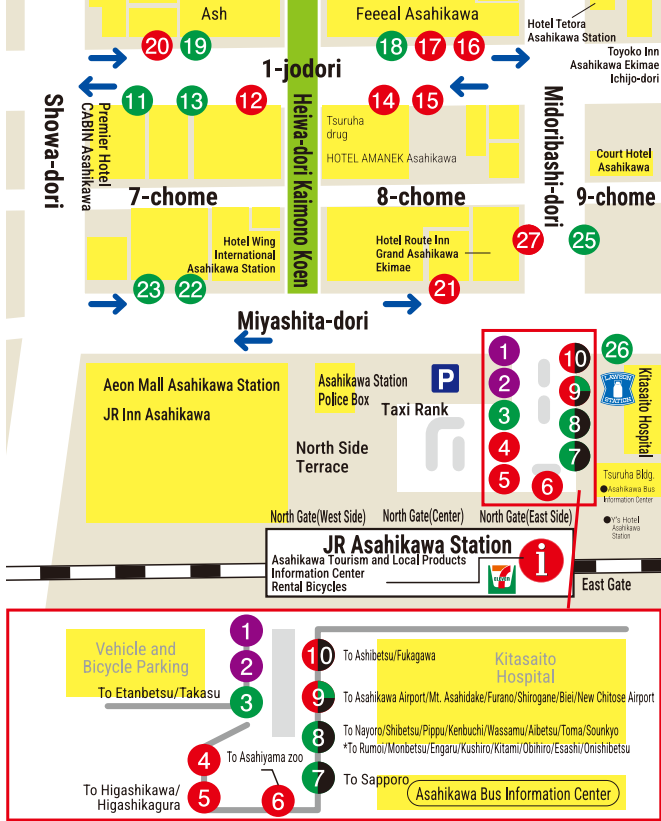 Ash
Feeeal Asahikawa
Hotel Tetora
Asahikawa Station
Toyoko Inn
Asahikawa Ekimae
Ichijo-dori
20
19
18
17
16
1-jodori
11
13
12
14
15
Showa-dori
Premier Hotel
CABIN Asahikawa
Heiwa-dori Kaimono Koen
Tsuruha
drug
HOTEL AMANEK Asahikawa
Midoribashi-dori
Court Hotel
Asahikawa
7-chome
8-chome
9-chome
Hotel Wing
International
Asahikawa Station
Hotel Route Inn
Grand Asahikawa
Ekimae
27
25
23
22
21
Miyashita-dori
1
2
3
4
5
6
10
9
8
7
26
LAWSON
STATION
Kitasaito Hospital
Aeon Mall Asahikawa Station
JR Inn Asahikawa
Asahikawa Station
Police Box
P
Taxi Rank
North Side
Terrace
Tsuruha Bldg.
Asahikawa Bus
Information Center
Y's Hotel
Asahikawa
Station
North Gate(West Side)
North Gate(Center)
North Gate(East Side)
JR Asahikawa Station
Asahikawa Tourism and Local Products
Information Center
Rental Bicycles
7
ELEVEn
i
East Gate
Vehicle and
Bicycle Parking
1
2
3
To Etanbetsu/Takasu
4
5
To Higashikawa/
Higashikagura
To Asahiyama zoo
6
10
To Ashibetsu/Fukagawa
Kitasaito
Hospital
9
To Asahikawa Airport/Mt. Asahidake/Furano/Shirogane/Biei/New Chitose Airport
8
To Nayoro/Shibetsu/Pippu/Kenbuchi/Wassamu/Aibetsu/Toma/Sounkyo
*To Rumoi/Monbetsu/Engaru/Kushiro/Kitami/Obihiro/Esashi/Onishibetsu
7
To Sapporo
Asahikawa Bus Information Center